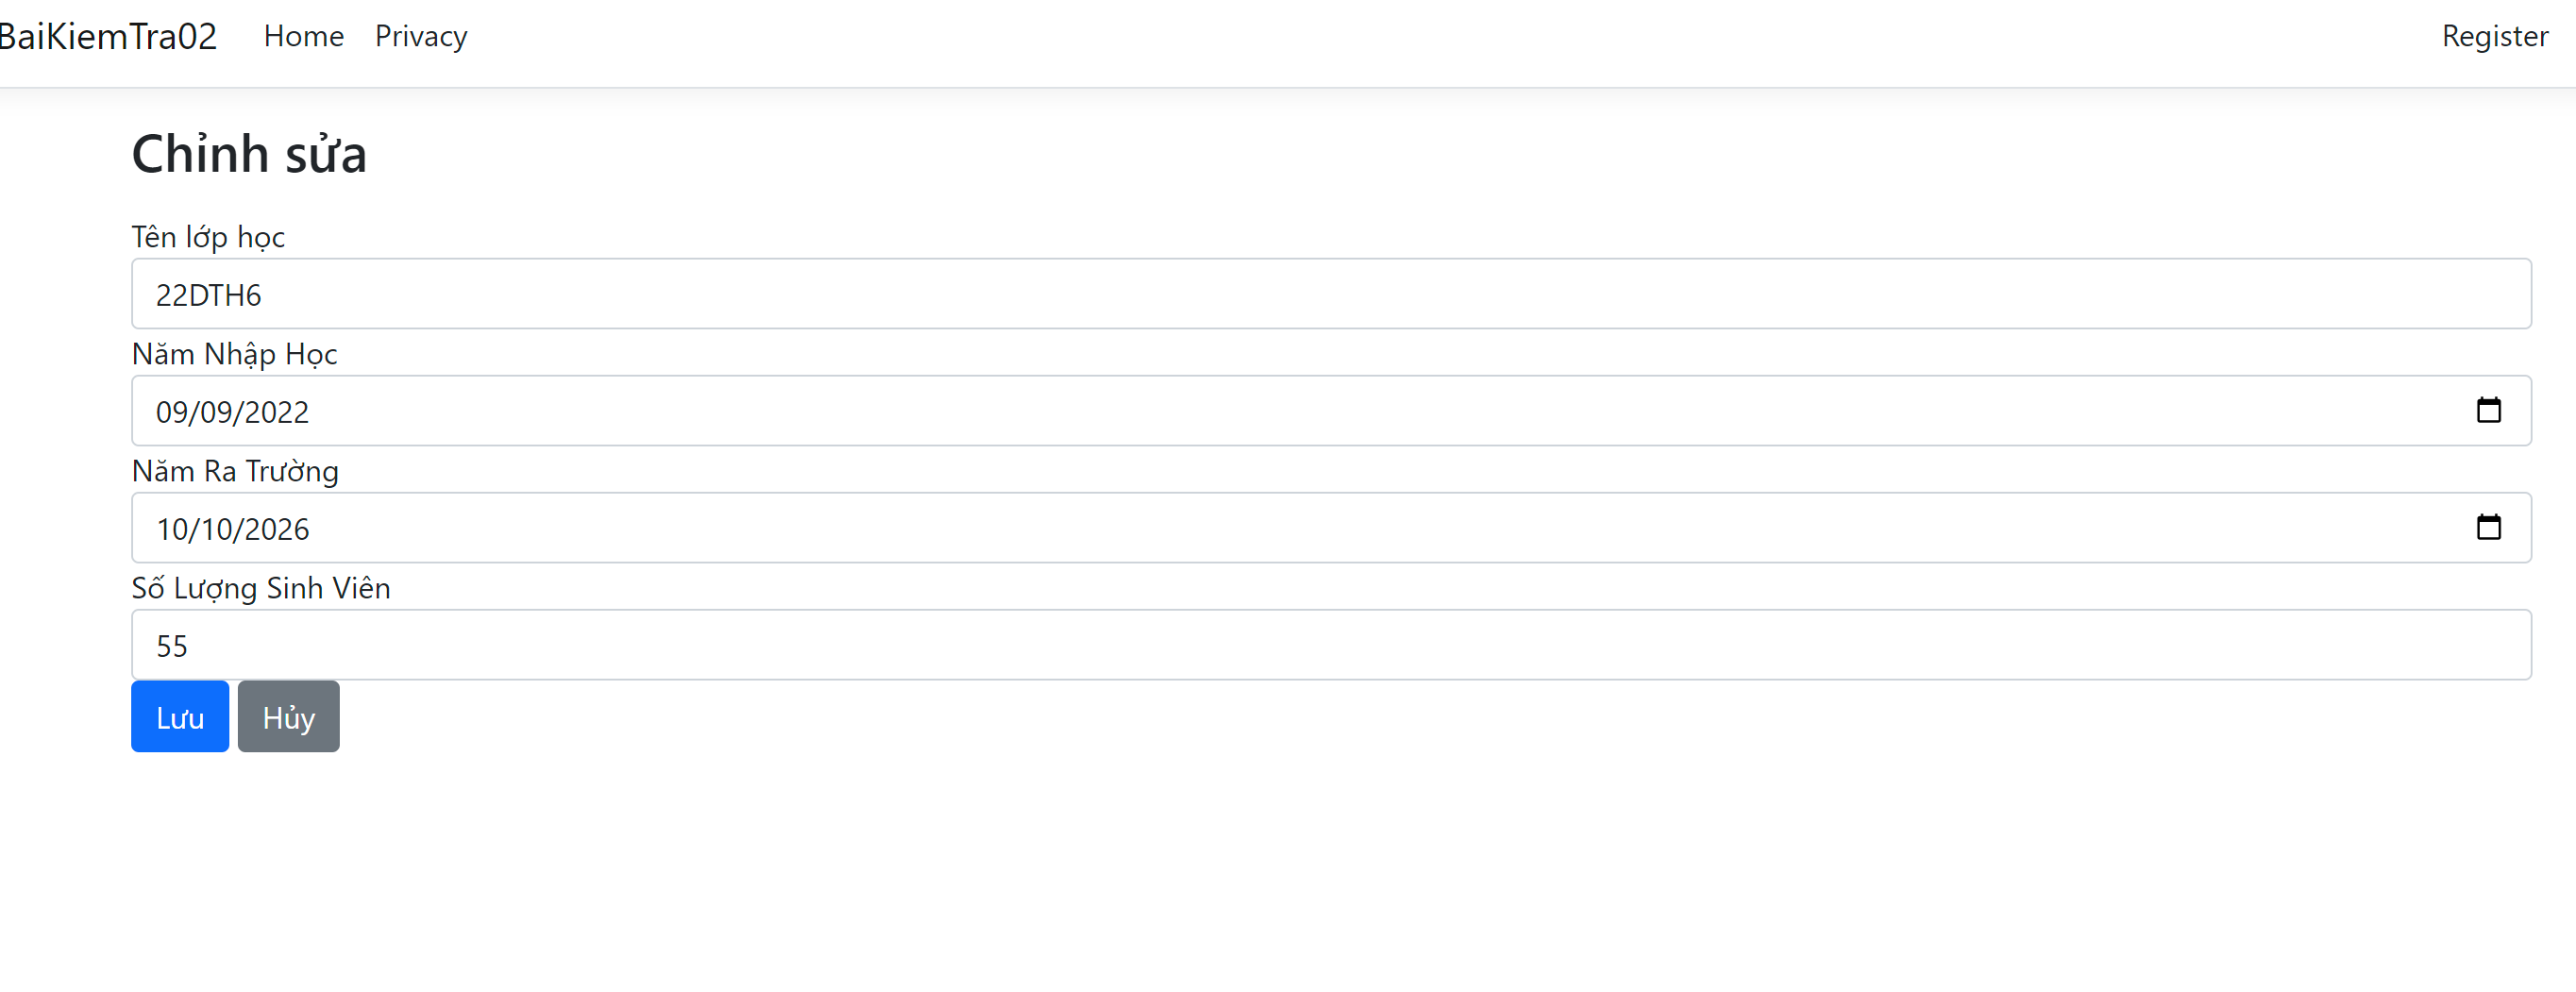 BaiKiemTra02 Home Privacy Register
Chỉnh sửa
Tên lớp học
22DTH6
Năm Nhập Học
09/09/2022
Năm Ra Trường
10/10/2026
Số Lượng Sinh Viên
55
Lưu Hủy